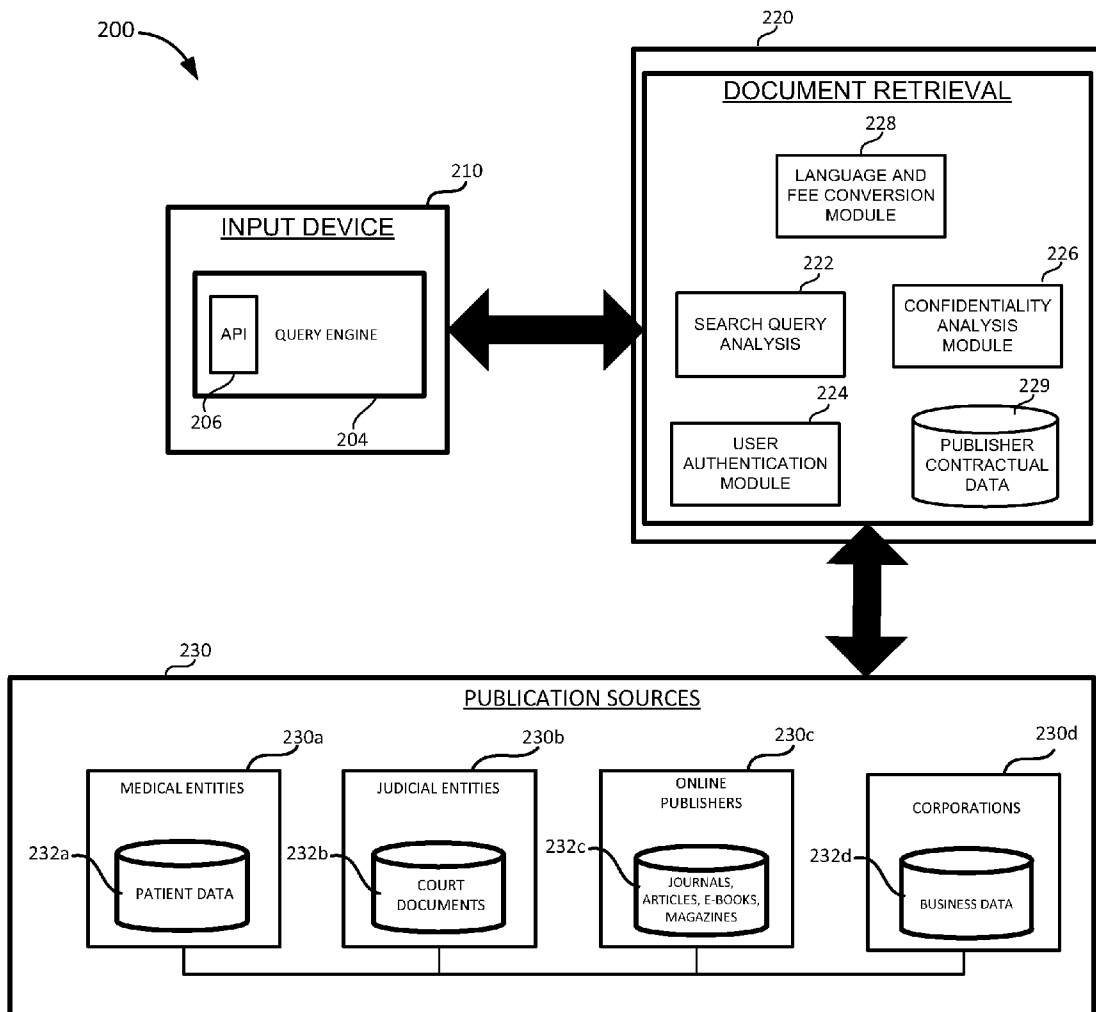 200
220
DOCUMENT RETRIEVAL
228
LANGUAGE AND
FEE CONVERSION
MODULE
210
INPUT DEVICE
API
QUERY ENGINE
206
204
222
SEARCH QUERY
ANALYSIS
226
CONFIDENTIALITY
ANALYSIS
MODULE
224
USER
AUTHENTICATION
MODULE
229
PUBLISHER
CONTRACTUAL
DATA
230
PUBLICATION SOURCES
230a
MEDICAL ENTITIES
232a
PATIENT DATA
230b
JUDICIAL ENTITIES
232b
COURT
DOCUMENTS
230c
ONLINE
PUBLISHERS
232c
JOURNALS,
ARTICLES, E-BOOKS,
MAGAZINES
230d
CORPORATIONS
232d
BUSINESS DATA